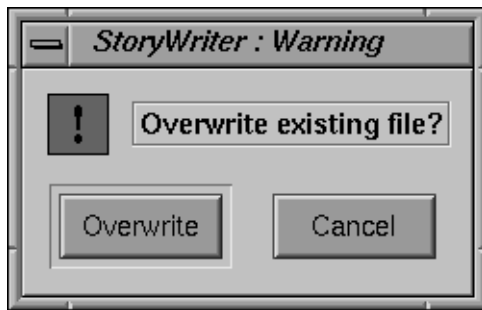 StoryWriter : Warning
!
Overwrite existing file?
Overwrite
Cancel